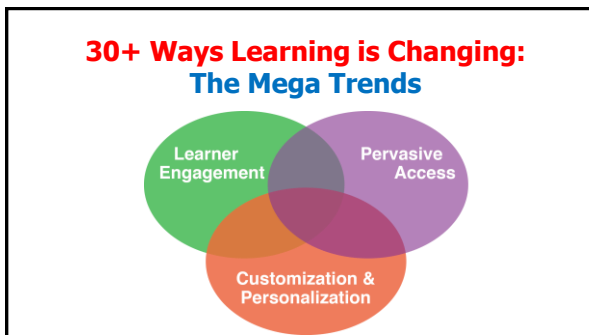 30+ Ways Learning is Changing:
The Mega Trends
Learner
Engagement
Pervasive
Access
Customization &
Personalization